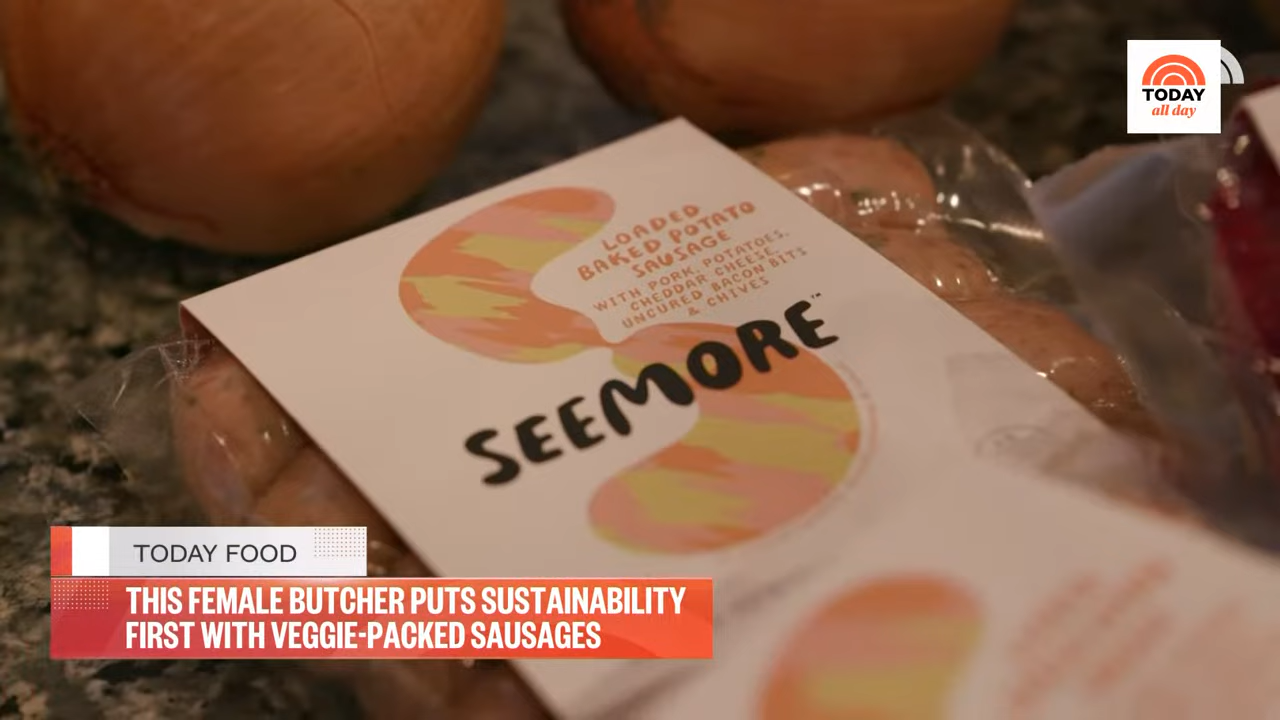 TODAY
all day
LOADED
BAKED POTATO
SAUSAGE
WITH PORK, POTATOES,
CHEDDAR CHEESE,
UNCURED BACON BITS
& CHIVES
SEEMORE™
TODAY FOOD
THIS FEMALE BUTCHER PUTS SUSTAINABILITY
FIRST WITH VEGGIE-PACKED SAUSAGES